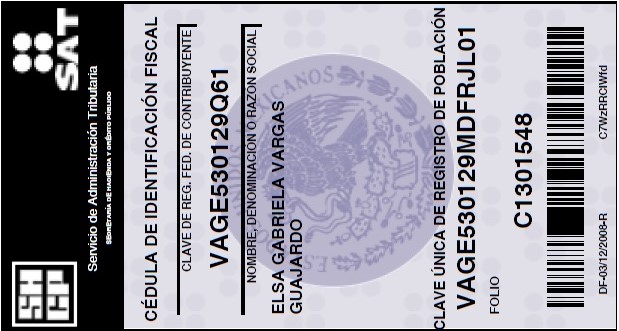 SAT
Servicio de Administración Tributaria
SECRETARÍA DE HACIENDA Y CRÉDITO PÚBLICO
SHCP
CÉDULA DE IDENTIFICACIÓN FISCAL
CLAVE DE REG. FED. DE CONTRIBUYENTE
VAGE530129Q61
NOMBRE, DENOMINACIÓN O RAZÓN SOCIAL
ELSA GABRIELA VARGAS
GUAJARDO
CLAVE ÚNICA DE REGISTRO DE POBLACIÓN
VAGE530129MDFRJL01
FOLIO
C1301548
DF-03/12/2008-R
C7WzRRClWfd